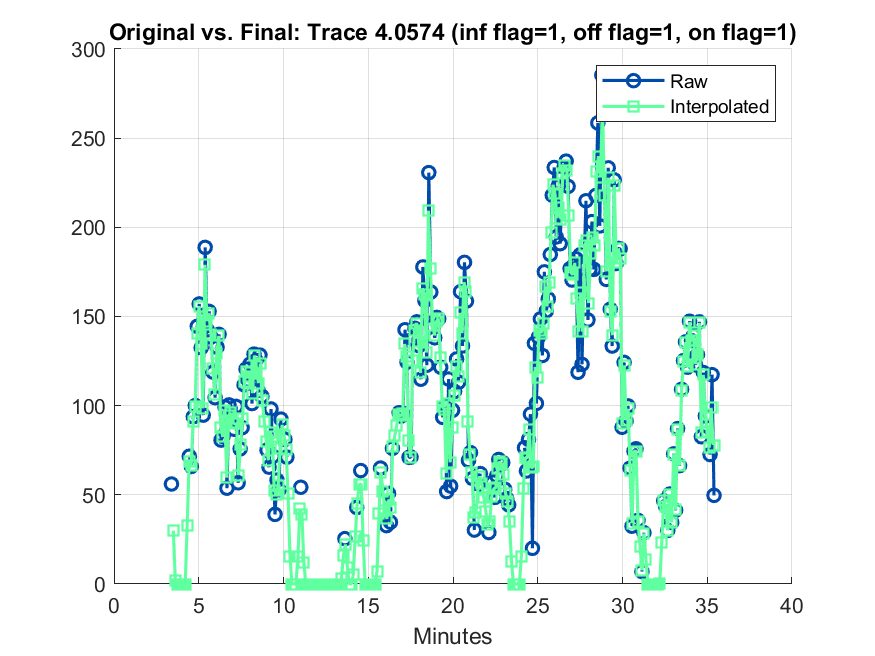 Original vs. Final: Trace 4.0574 (inf flag=1, off flag=1, on flag=1)
300
250
200
150
100
50
0
Raw
Interpolated
0 5 10 15 20 25 30 35 40
Minutes